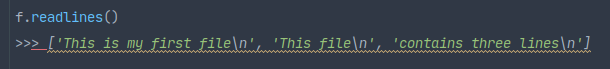 f.readlines()
>>> ['This is my first file\n', 'This file\n', 'contains three lines\n']